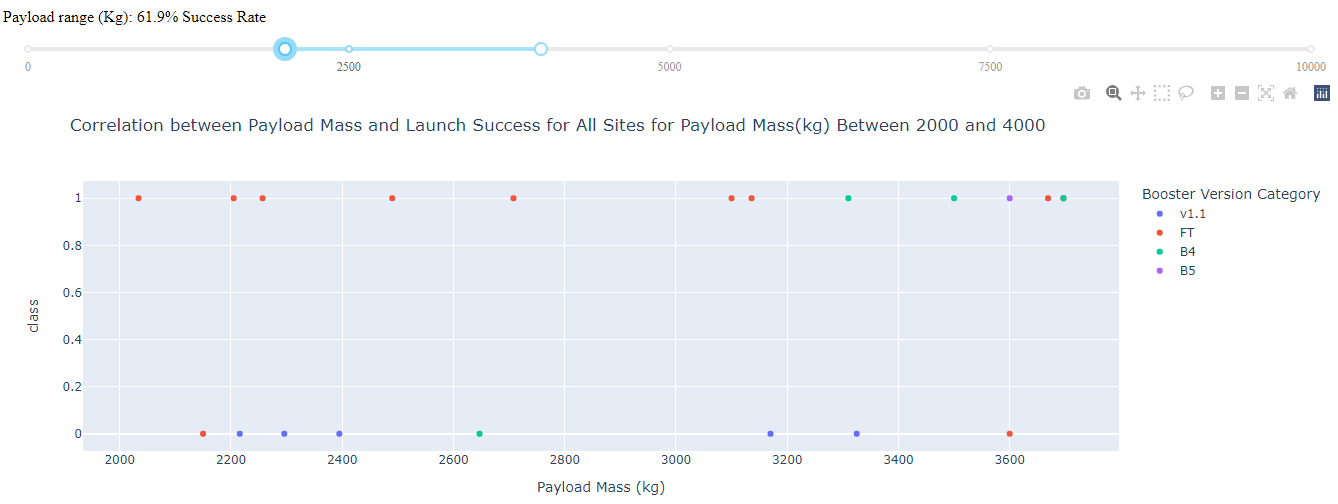 Payload range (Kg): 61.9% Success Rate
0 2500 5000 7500 10000
Correlation between Payload Mass and Launch Success for All Sites for Payload Mass(kg) Between 2000 and 4000
Booster Version Category
v1.1
FT
B4
B5
class
1
0.8
0.6
0.4
0.2
0
2000 2200 2400 2600 2800 3000 3200 3400 3600
Payload Mass (kg)